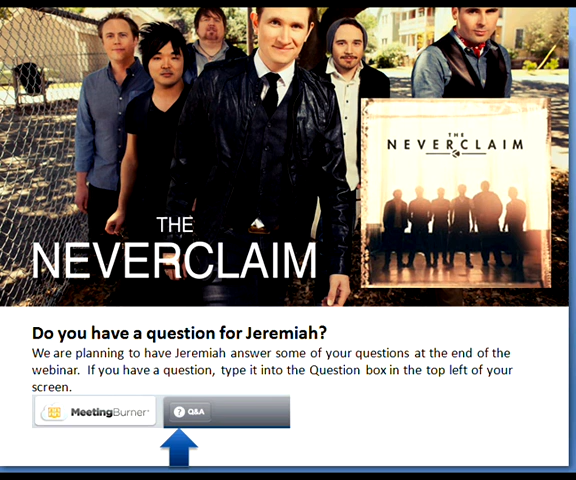 THE
NEVERCLAIM
THE
NEVERCLAIM
Do you have a question for Jeremiah?
We are planning to have Jeremiah answer some of your questions at the end of the
webinar. If you have a question, type it into the Question box in the top left of your
screen.
MeetingBurner ? Q&A